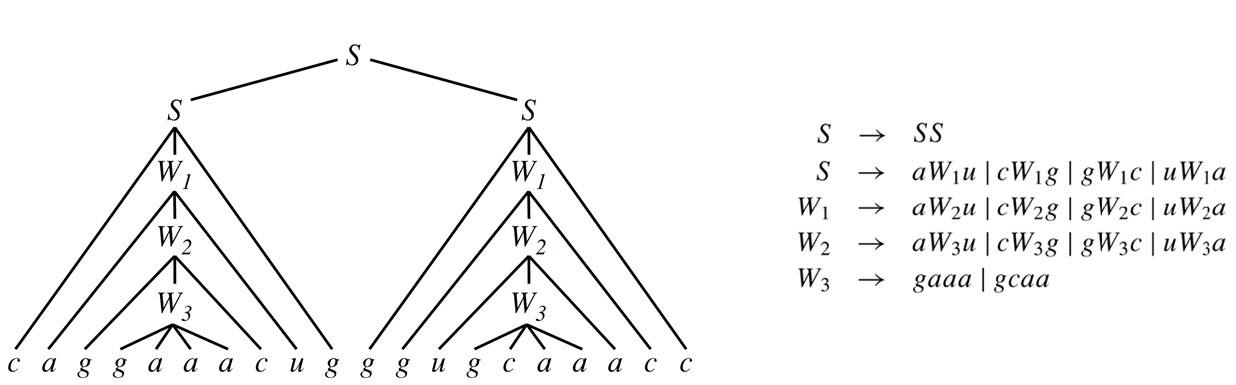 S
S S
W₁ W₁
W₂ W₂
W₃ W₃
c a g g a a a c u g g g u g c a a a c c
S → SS
S → aW₁u | cW₁g | gW₁c | uW₁a
W₁ → aW₂u | cW₂g | gW₂c | uW₂a
W₂ → aW₃u | cW₃g | gW₃c | uW₃a
W₃ → gaaa | gcaa